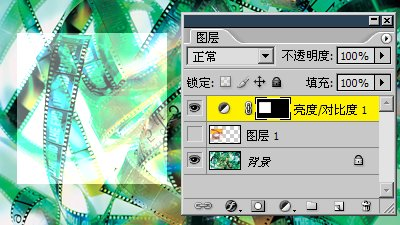 图层
正常 不透明度: 100%
锁定: 填充: 100%
亮度/对比度 1
图层 1
背景